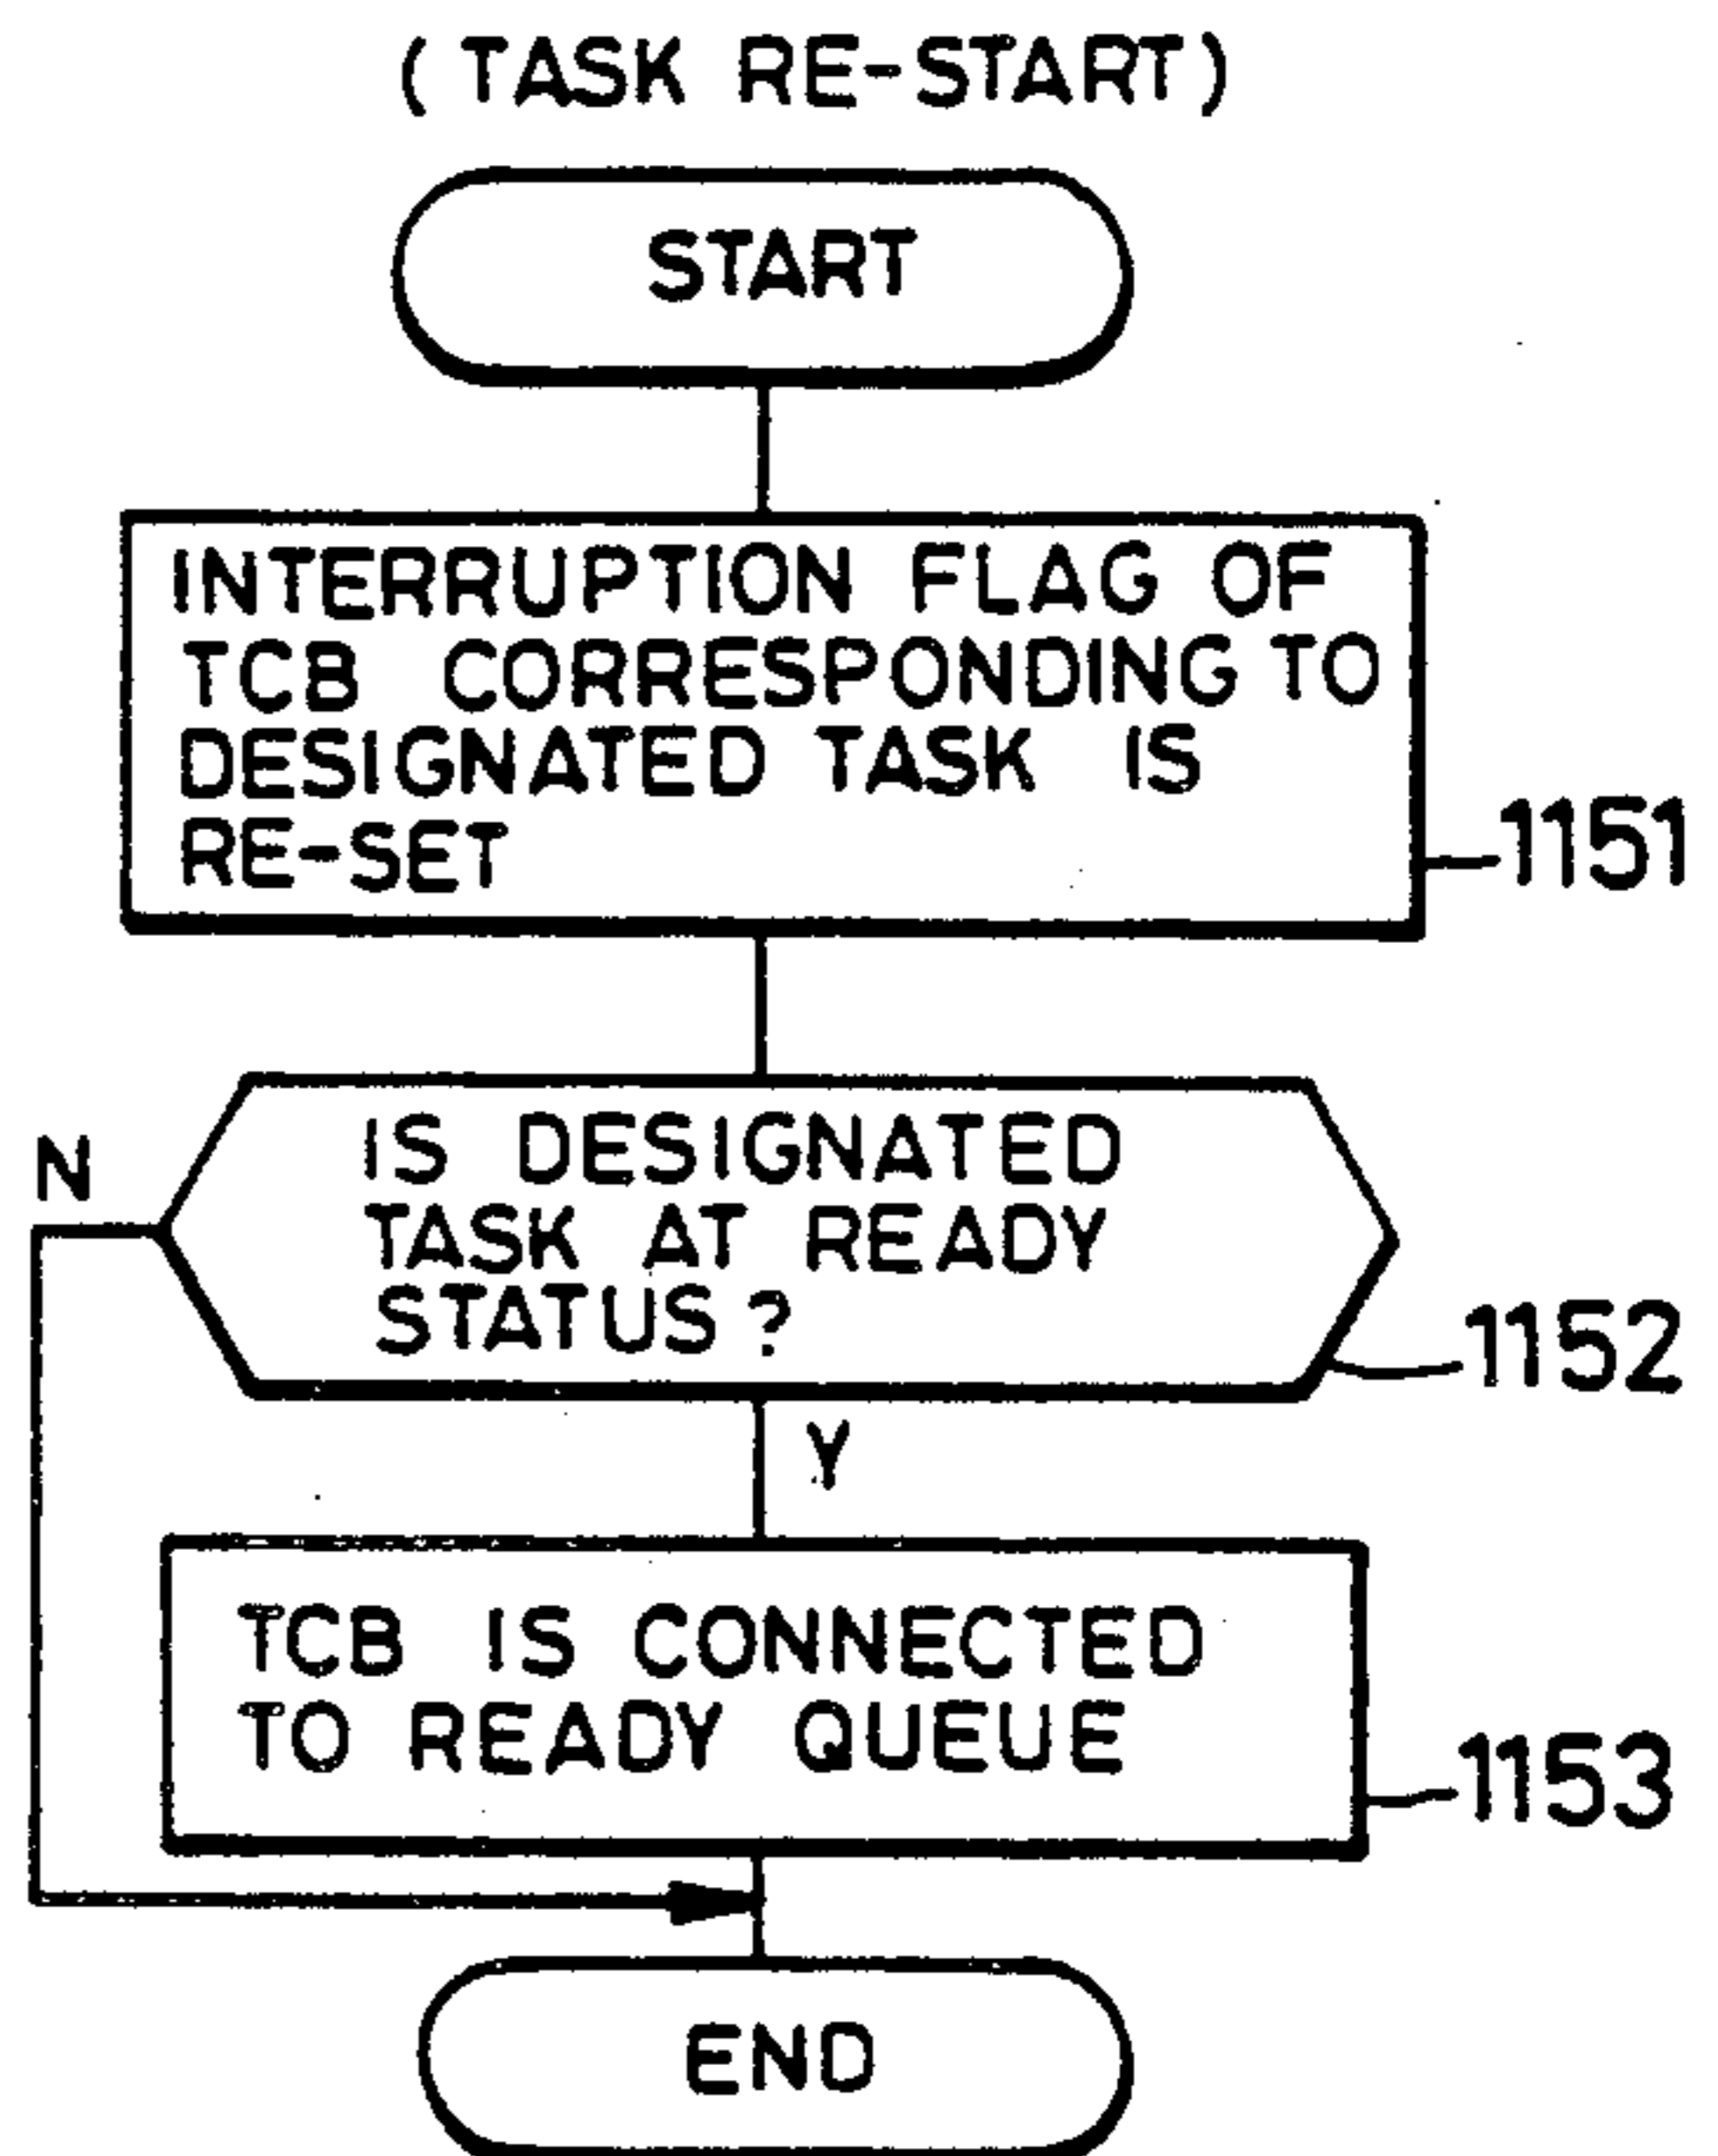 (TASK RE-START)
START
INTERRUPTION FLAG OF
TCB CORRESPONDING TO
DESIGNATED TASK IS
RE-SET
1151
N
IS DESIGNATED
TASK AT READY
STATUS?
1152
Y
TCB IS CONNECTED
TO READY QUEUE
1153
END